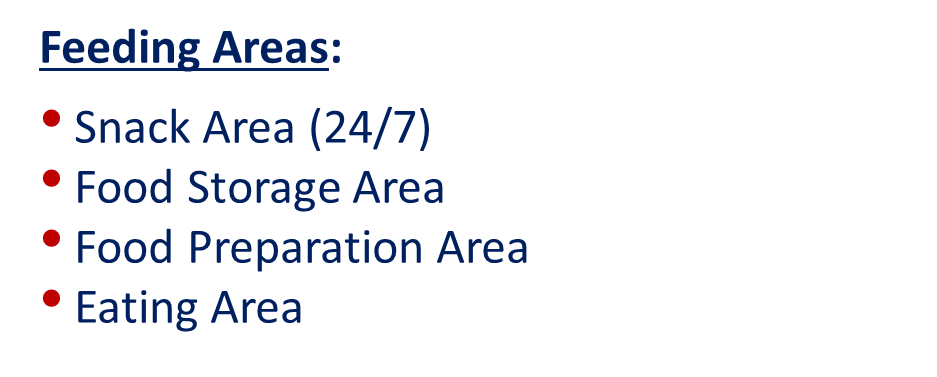 Feeding Areas:
• Snack Area (24/7)
• Food Storage Area
• Food Preparation Area
• Eating Area